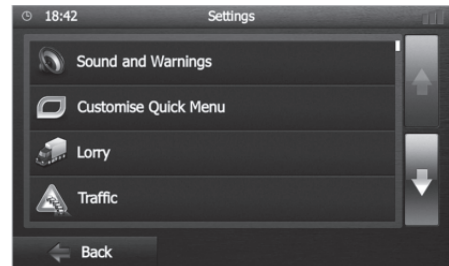 18:42 Settings
Sound and Warnings
Customise Quick Menu
Lorry
Traffic
Back